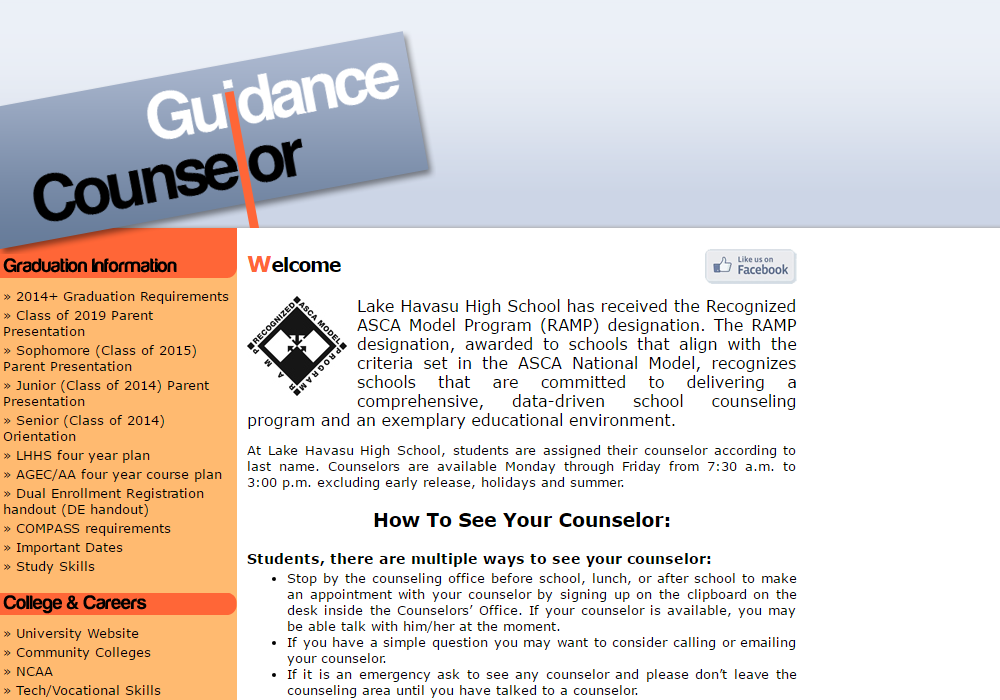 Guidance
Counselor
Graduation Information
» 2014+ Graduation Requirements
» Class of 2019 Parent
Presentation
» Sophomore (Class of 2015)
Parent Presentation
» Junior (Class of 2014) Parent
Presentation
» Senior (Class of 2014)
Orientation
» LHHS four year plan
» AGEC/AA four year course plan
» Dual Enrollment Registration
handout (DE handout)
» COMPASS requirements
» Important Dates
» Study Skills
College & Careers
» University Website
» Community Colleges
» NCAA
» Tech/Vocational Skills
Welcome
Like us on
Facebook
RECOGNIZED ASCA MODEL
PROGRAM
R A M P
Lake Havasu High School has received the Recognized
ASCA Model Program (RAMP) designation. The RAMP
designation, awarded to schools that align with the
criteria set in the ASCA National Model, recognizes
schools that are committed to delivering a
comprehensive, data-driven school counseling
program and an exemplary educational environment.
At Lake Havasu High School, students are assigned their counselor according to
last name. Counselors are available Monday through Friday from 7:30 a.m. to
3:00 p.m. excluding early release, holidays and summer.
How To See Your Counselor:
Students, there are multiple ways to see your counselor:
• Stop by the counseling office before school, lunch, or after school to make
an appointment with your counselor by signing up on the clipboard on the
desk inside the Counselors’ Office. If your counselor is available, you may
be able talk with him/her at the moment.
• If you have a simple question you may want to consider calling or emailing
your counselor.
• If it is an emergency ask to see any counselor and please don’t leave the
counseling area until you have talked to a counselor.